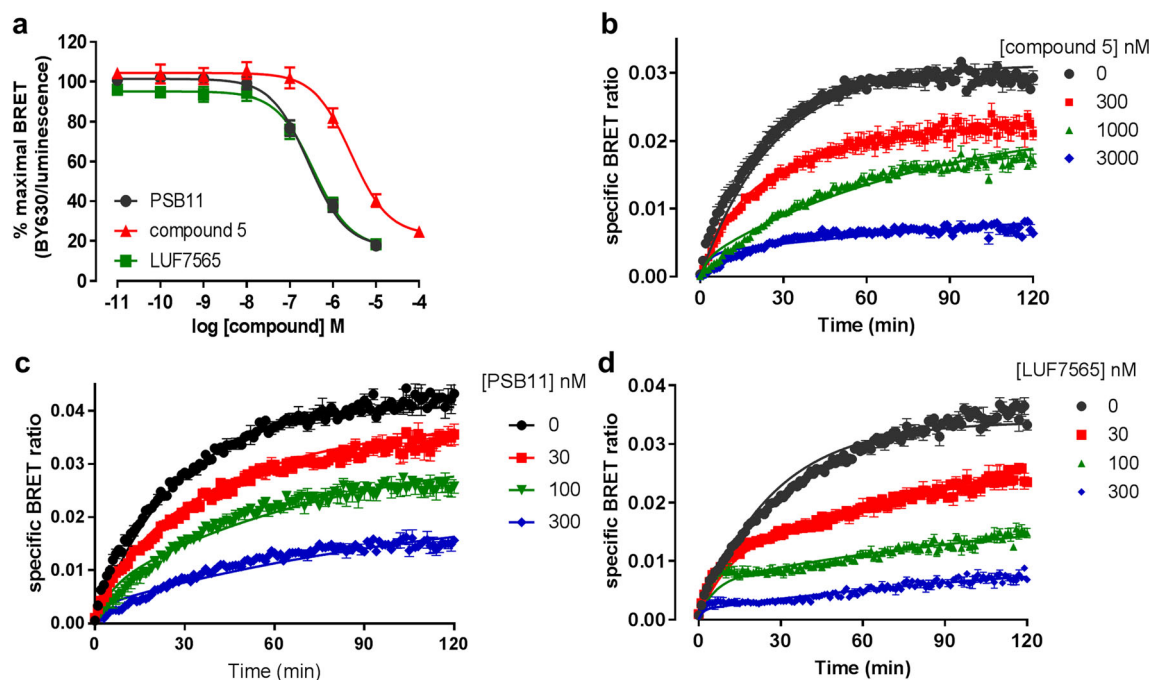 a
% maximal BRET
(BY630/luminescence)
120
100
80
60
40
20
0
PSB11
compound 5
LUF7565
-11 -10 -9 -8 -7 -6 -5 -4
log [compound] M
b
specific BRET ratio
0.03
0.02
0.01
0.00
0 30 60 90 120
Time (min)
[compound 5] nM
0
300
1000
3000
c
specific BRET ratio
0.04
0.03
0.02
0.01
0.00
0 30 60 90 120
Time (min)
[PSB11] nM
0
30
100
300
d
specific BRET ratio
0.04
0.03
0.02
0.01
0.00
0 30 60 90 120
Time (min)
[LUF7565] nM
0
30
100
300